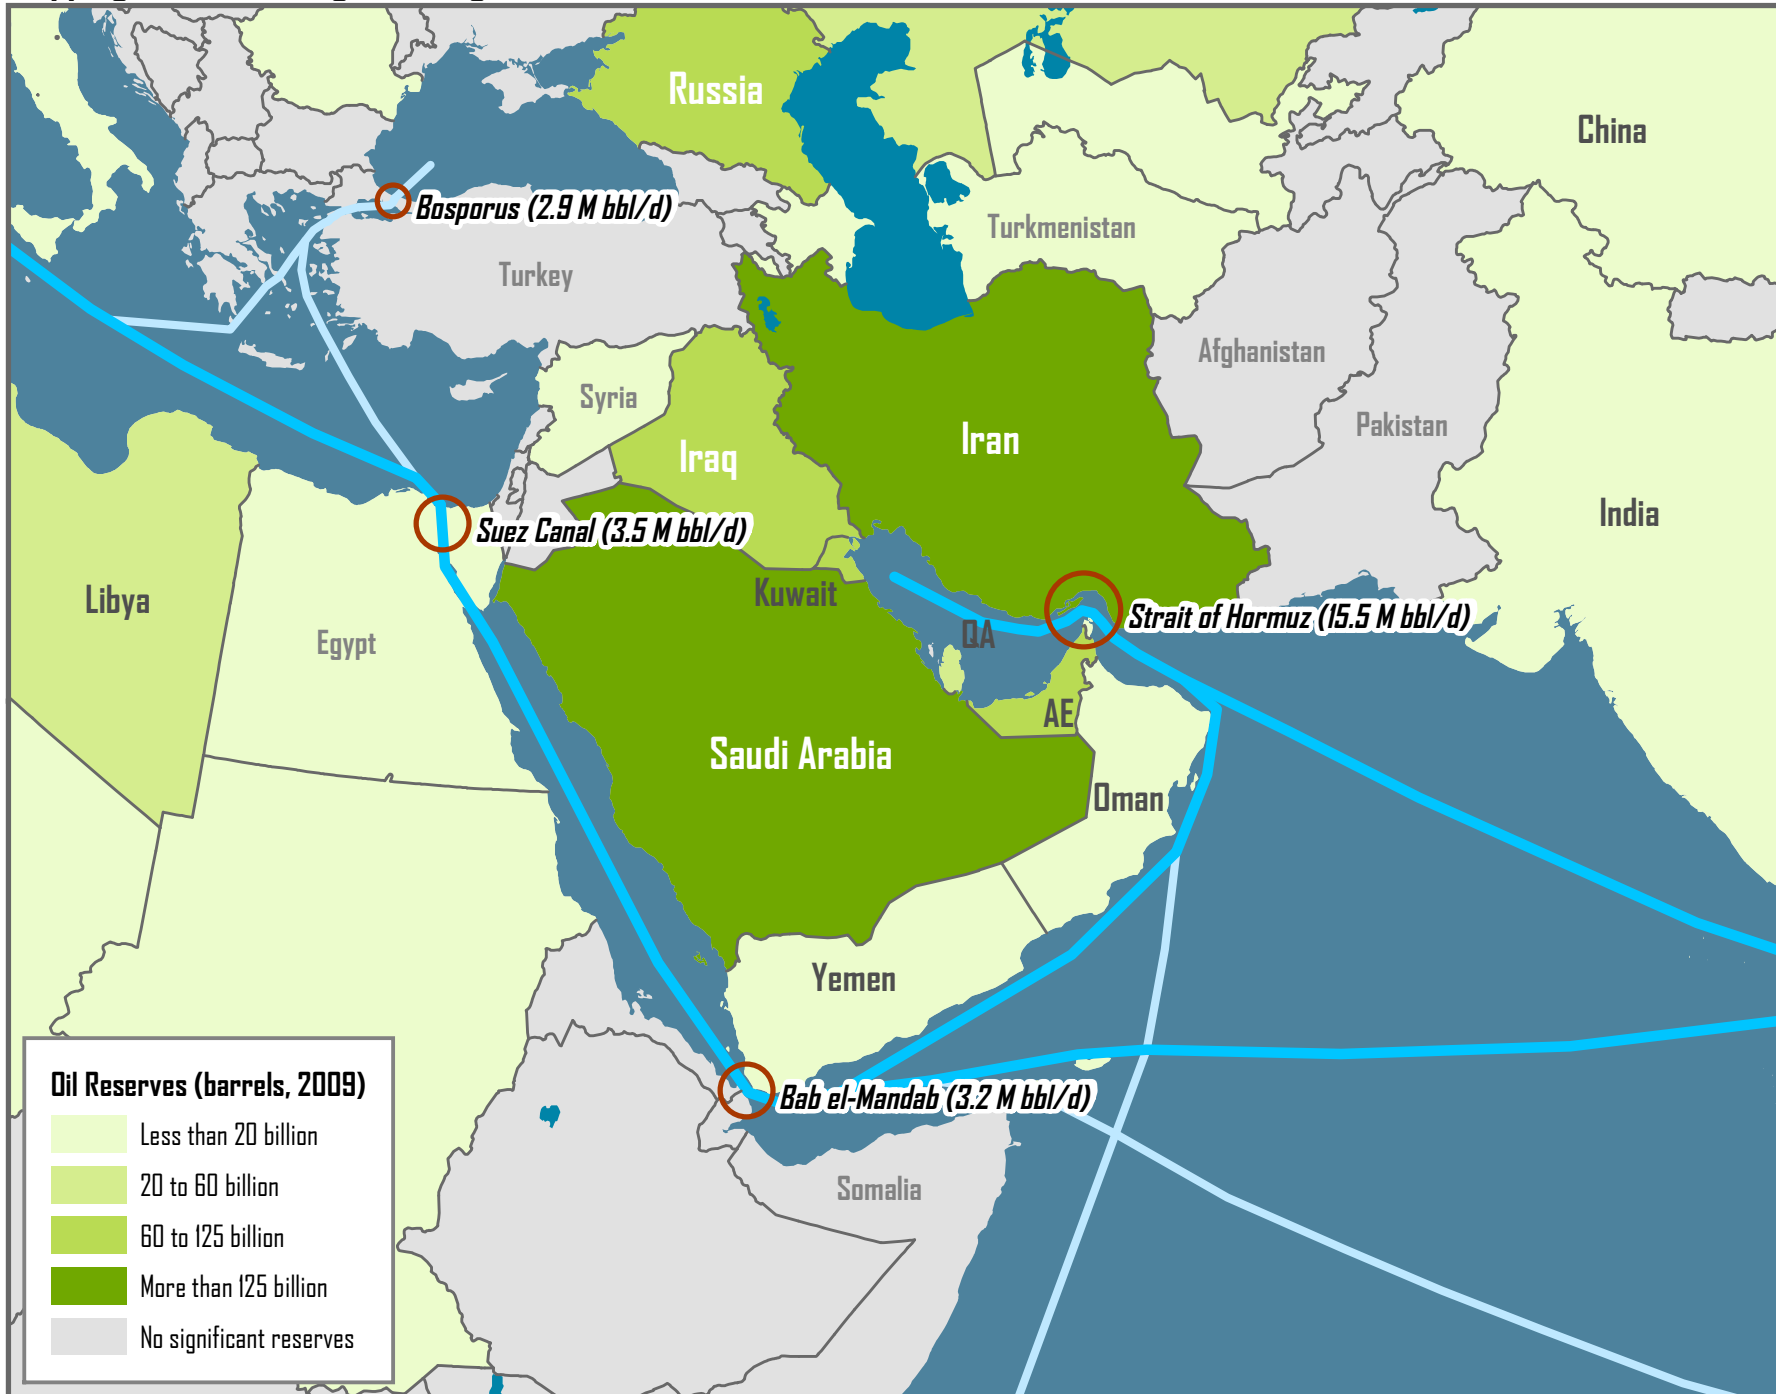 Russia
China
Bosporus (2.9 M bbl/d)
Turkmenistan
Turkey
Afghanistan
Syria
Pakistan
Iran
Iraq
India
Suez Canal (3.5 M bbl/d)
Kuwait
Libya
Strait of Hormuz (15.5 M bbl/d)
QA
Egypt
AE
Saudi Arabia
Oman
Yemen
Bab el-Mandab (3.2 M bbl/d)
Somalia
Oil Reserves (barrels, 2009)
Less than 20 billion
20 to 60 billion
60 to 125 billion
More than 125 billion
No significant reserves